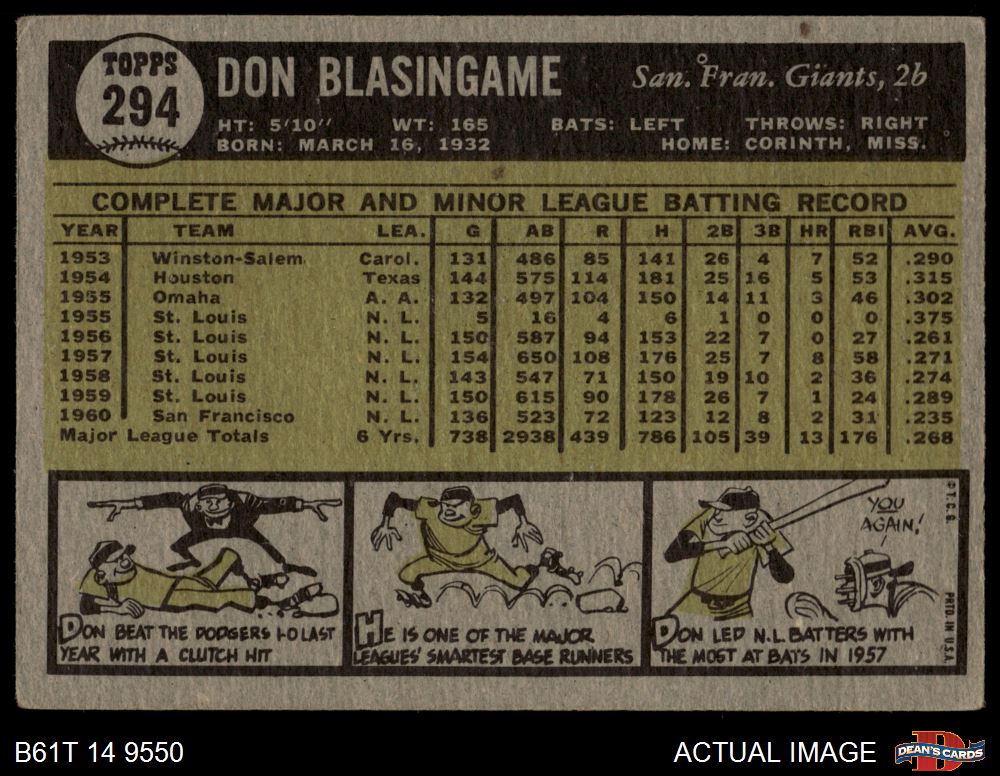 TOPPS
294
DON BLASINGAME
San. Fran. Giants, 2b
HT: 5'10" WT: 165 BATS: LEFT THROWS: RIGHT
BORN: MARCH 16, 1932 HOME: CORINTH, MISS.
COMPLETE MAJOR AND MINOR LEAGUE BATTING RECORD
YEAR TEAM LEA. G AB R H 2B 3B HR RBI AVG.
1953 Winston-Salem Carol. 131 486 85 141 26 4 7 52 .290
1954 Houston Texas 144 575 114 181 25 16 5 53 .315
1955 Omaha A. A. 132 497 104 150 14 11 3 46 .302
1955 St. Louis N. L. 5 16 4 6 1 0 0 0 .375
1956 St. Louis N. L. 150 587 94 153 22 7 0 27 .261
1957 St. Louis N. L. 154 650 108 176 25 7 8 58 .271
1958 St. Louis N. L. 143 547 71 150 19 10 2 36 .274
1959 St. Louis N. L. 150 615 90 178 26 7 1 24 .289
1960 San Francisco N. L. 136 523 72 123 12 8 2 31 .235
Major League Totals 6 Yrs. 738 2938 439 786 105 39 13 176 .268
DON BEAT THE DODGERS 1-0 LAST
YEAR WITH A CLUTCH HIT
HE IS ONE OF THE MAJOR
LEAGUES' SMARTEST BASE RUNNERS
YOU
AGAIN!
DON LED N.L. BATTERS WITH
THE MOST AT BATS IN 1957
© T.C.G.
PRTD. IN U.S.A.
B61T 14 9550
ACTUAL IMAGE
D
DEAN'S CARDS